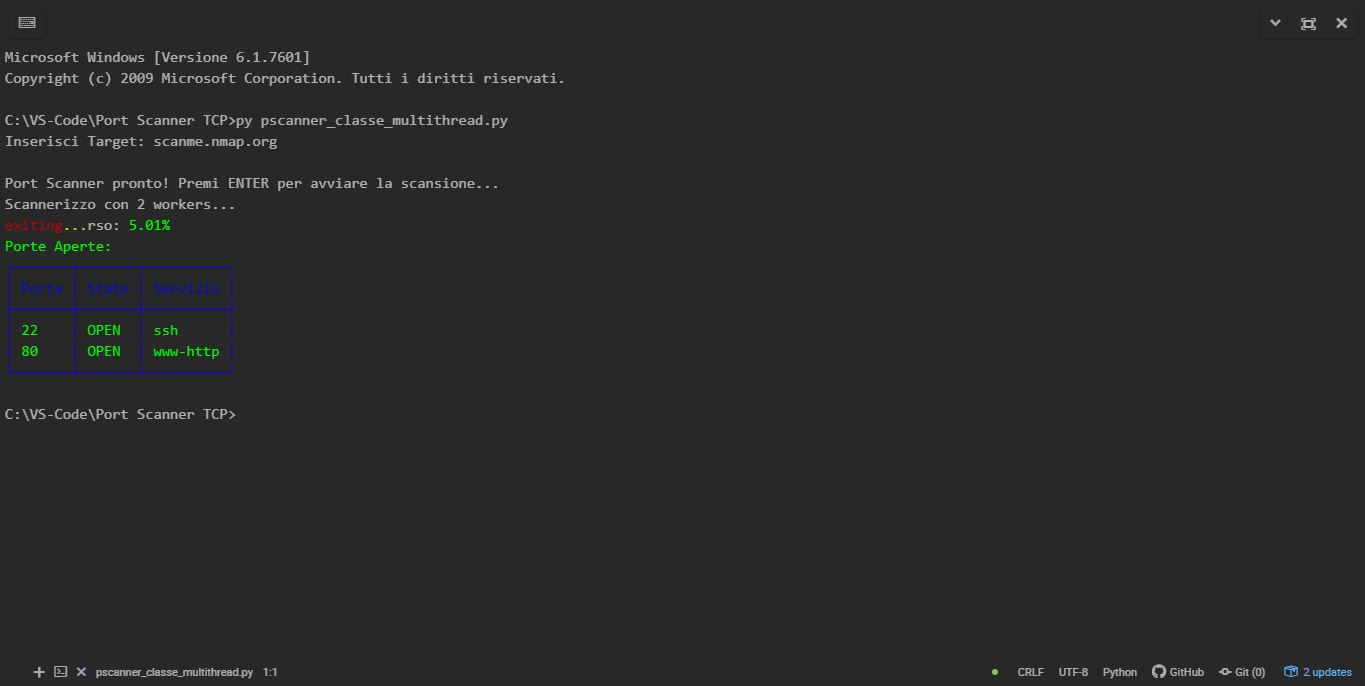 Microsoft Windows [Versione 6.1.7601]
Copyright (c) 2009 Microsoft Corporation. Tutti i diritti riservati.
C:\VS-Code\Port Scanner TCP>py pscanner_classe_multithread.py
Inserisci Target: scanme.nmap.org
Port Scanner pronto! Premi ENTER per avviare la scansione...
Scannerizzo con 2 workers...
exiting...rso: 5.01%
Porte Aperte:
Porta Stato Servizio
22 OPEN ssh
80 OPEN www-http
C:\VS-Code\Port Scanner TCP>
pscanner_classe_multithread.py 1:1 CRLF UTF-8 Python GitHub Git (0) 2 updates